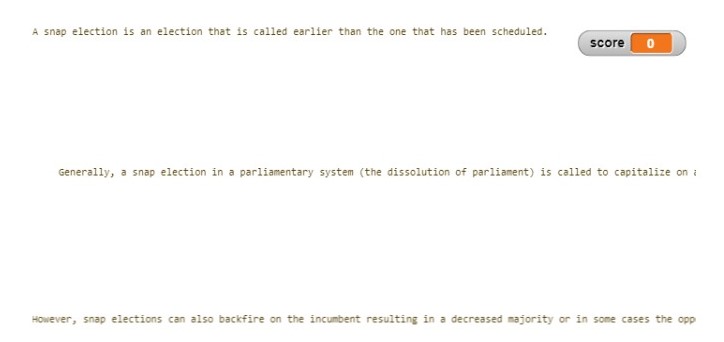 A snap election is an election that is called earlier than the one that has been scheduled.
score 0
Generally, a snap election in a parliamentary system (the dissolution of parliament) is called to capitalize on
However, snap elections can also backfire on the incumbent resulting in a decreased majority or in some cases the opp